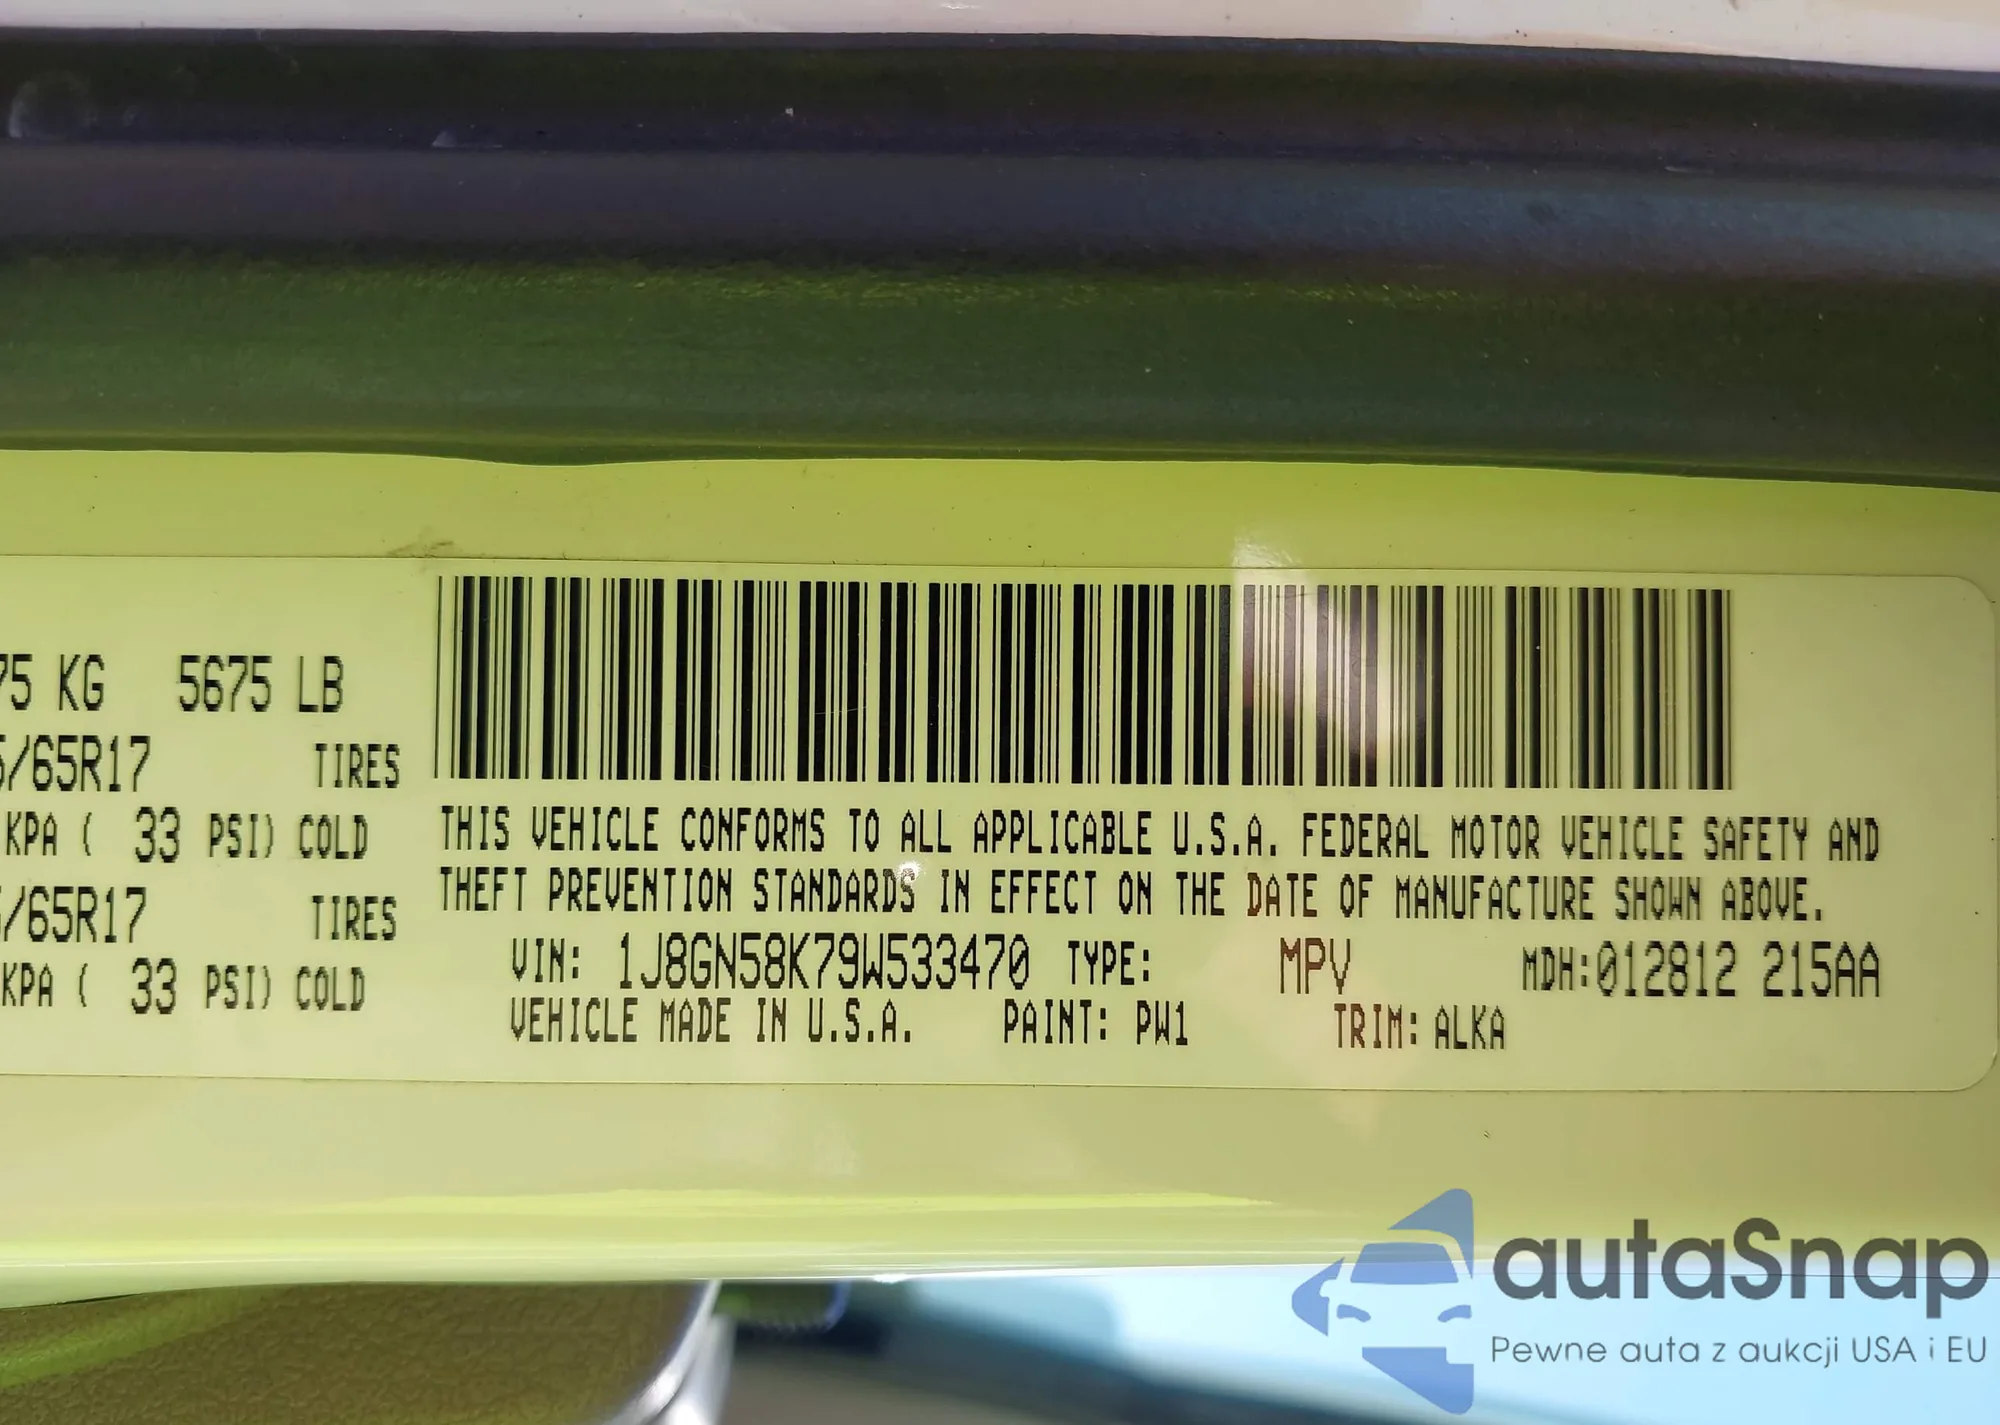 75 KG 5675 LB
5/65R17 TIRES
KPA ( 33 PSI) COLD
5/65R17 TIRES
KPA ( 33 PSI) COLD
THIS VEHICLE CONFORMS TO ALL APPLICABLE U.S.A. FEDERAL MOTOR VEHICLE SAFETY AND
THEFT PREVENTION STANDARDS IN EFFECT ON THE DATE OF MANUFACTURE SHOWN ABOVE.
VIN: 1J8GN58K79W533470 TYPE: MPV MDH:012812 215AA
VEHICLE MADE IN U.S.A. PAINT: PW1 TRIM: ALKA
autaSnap
Pewne auta z aukcji USA i EU